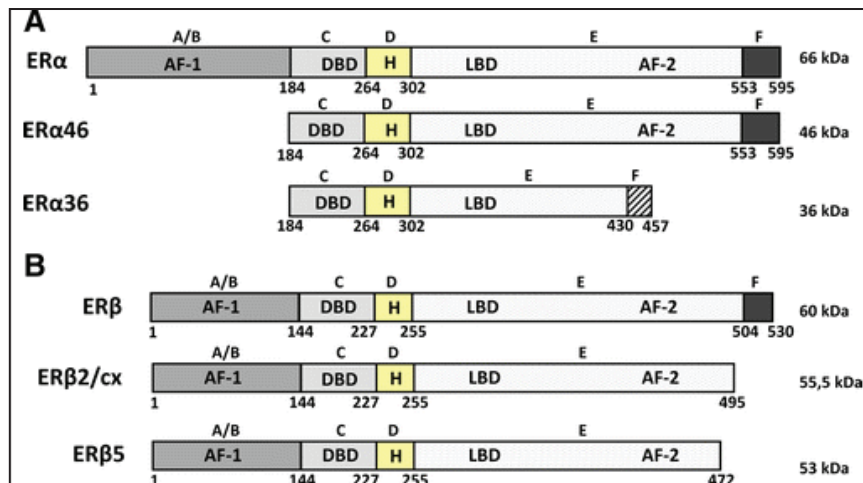 A
A/B C D E F
ERα AF-1 DBD H LBD AF-2 66 kDa
1 184 264 302 553 595
C D E F
ERα46 DBD H LBD AF-2 46 kDa
184 264 302 553 595
C D E F
ERα36 DBD H LBD 36 kDa
184 264 302 430 457
B
A/B C D E F
ERβ AF-1 DBD H LBD AF-2 60 kDa
1 144 227 255 504 530
A/B C D E
ERβ2/cx AF-1 DBD H LBD AF-2 55,5 kDa
1 144 227 255 495
A/B C D E
ERβ5 AF-1 DBD H LBD AF-2 53 kDa
1 144 227 255 472